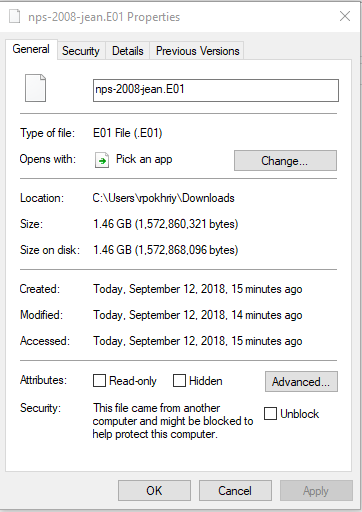 nps-2008-jean.E01 Properties
General Security Details Previous Versions
nps-2008-jean.E01
Type of file: E01 File (.E01)
Opens with: Pick an app Change...
Location: C:\Users\rpokhriy\Downloads
Size: 1.46 GB (1,572,860,321 bytes)
Size on disk: 1.46 GB (1,572,868,096 bytes)
Created: Today, September 12, 2018, 15 minutes ago
Modified: Today, September 12, 2018, 14 minutes ago
Accessed: Today, September 12, 2018, 15 minutes ago
Attributes: Read-only Hidden Advanced...
Security: This file came from another
computer and might be blocked to
help protect this computer.
Unblock
OK Cancel Apply